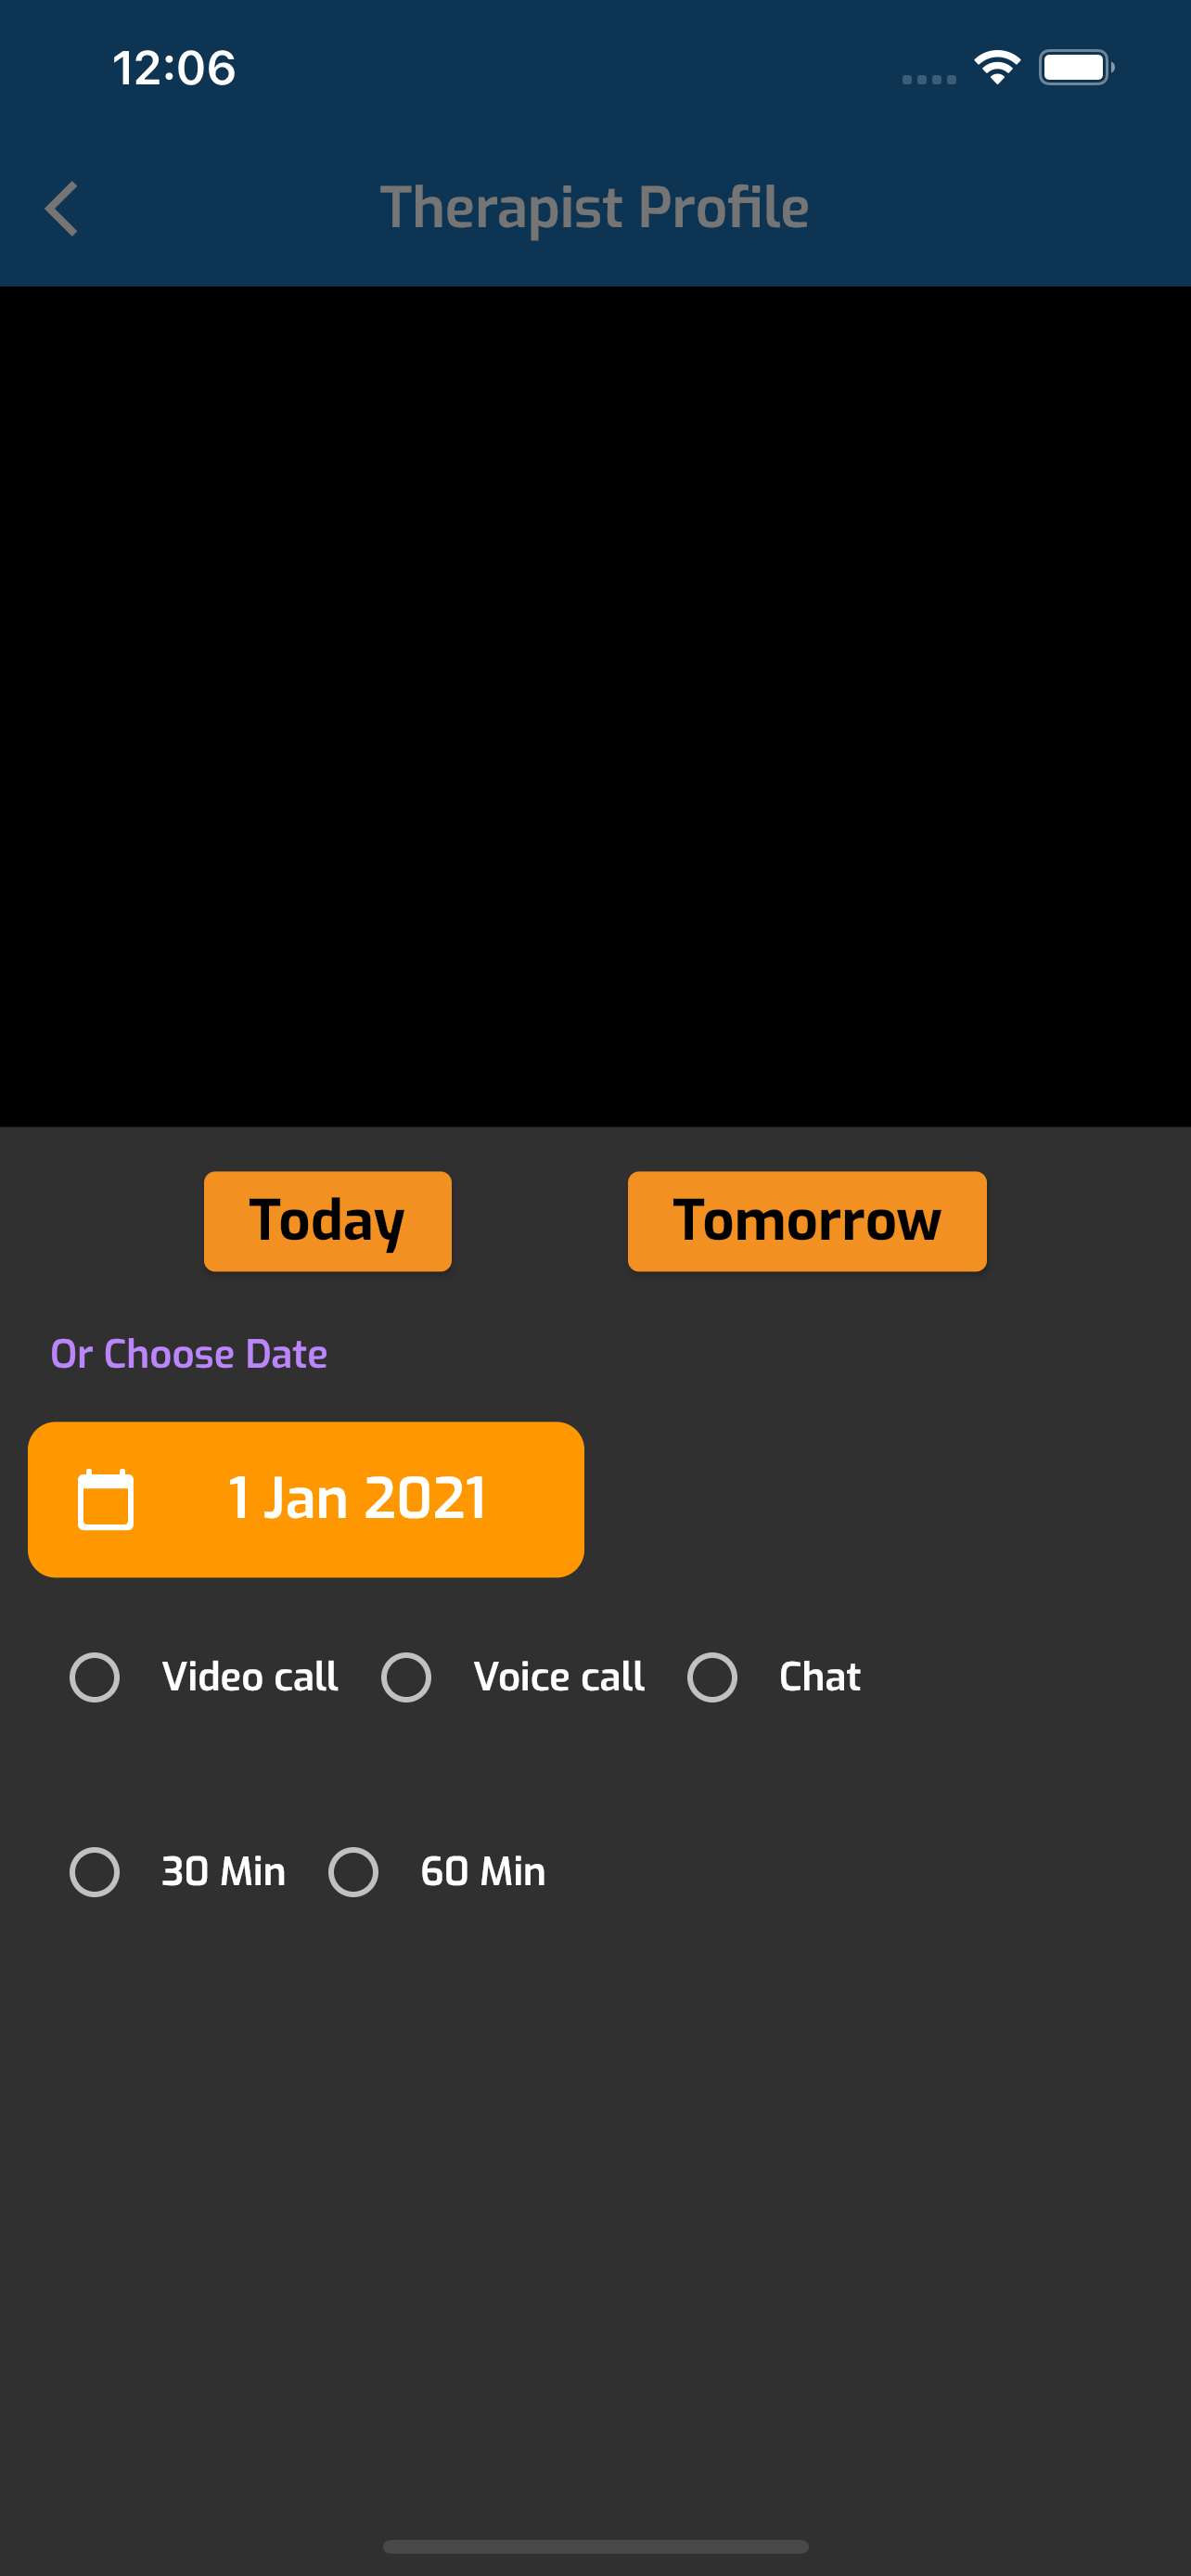 12:06
Therapist Profile
Today Tomorrow
Or Choose Date
1 Jan 2021
Video call Voice call Chat
30 Min 60 Min